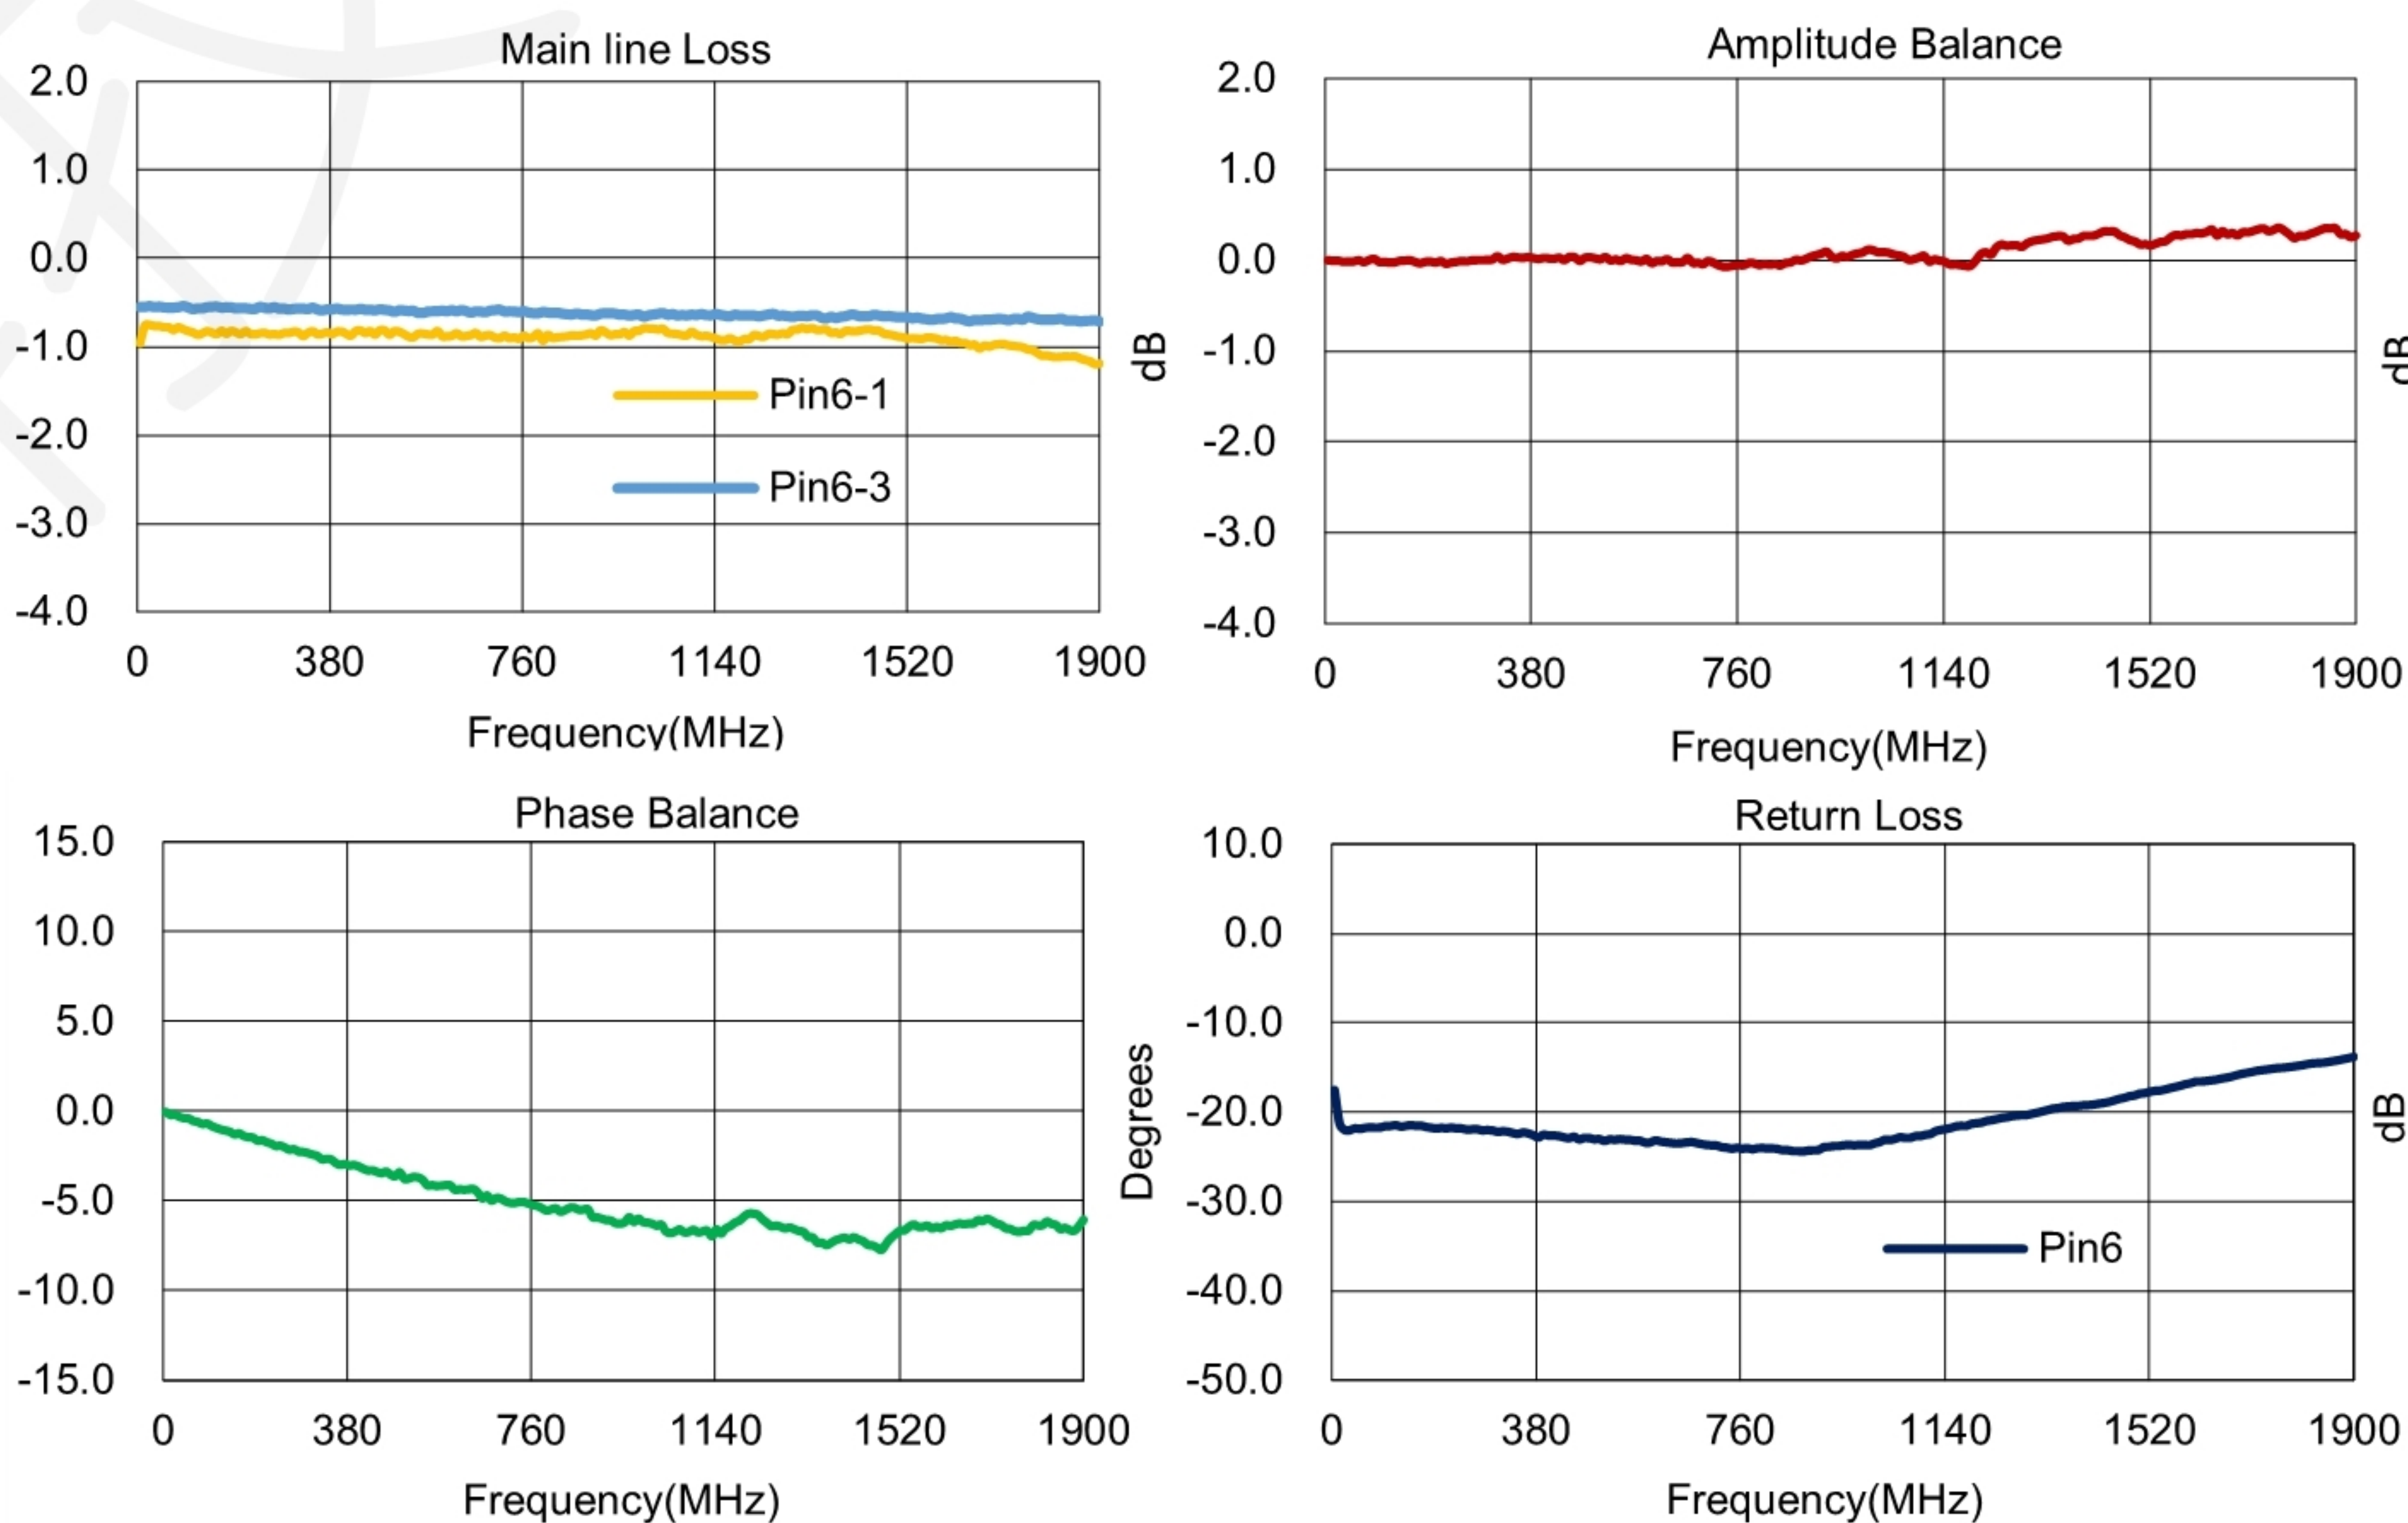 Main line Loss
2.0
1.0
0.0
-1.0
-2.0
-3.0
-4.0
dB
Pin6-1
Pin6-3
0 380 760 1140 1520 1900
Frequency(MHz)
Amplitude Balance
2.0
1.0
0.0
-1.0
-2.0
-3.0
-4.0
dB
0 380 760 1140 1520 1900
Frequency(MHz)
Phase Balance
15.0
10.0
5.0
0.0
-5.0
-10.0
-15.0
Degrees
0 380 760 1140 1520 1900
Frequency(MHz)
Return Loss
10.0
0.0
-10.0
-20.0
-30.0
-40.0
-50.0
dB
Pin6
0 380 760 1140 1520 1900
Frequency(MHz)